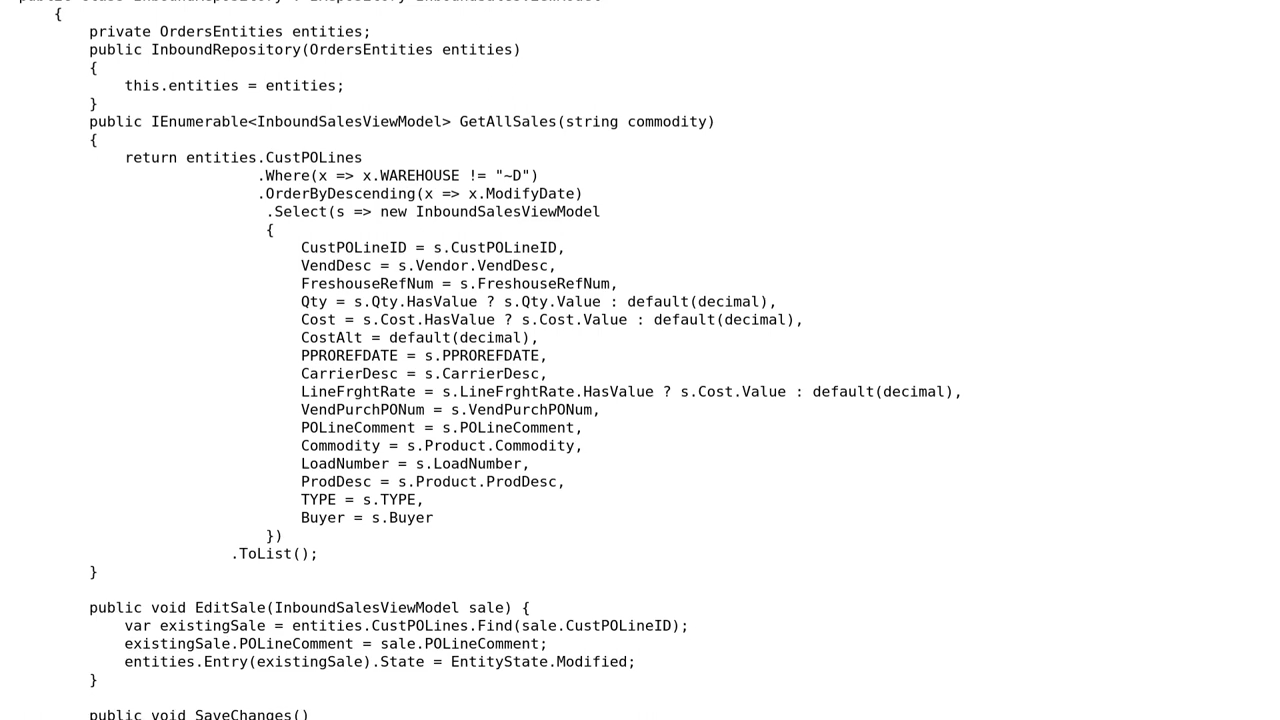 {
private OrdersEntities entities;
public InboundRepository(OrdersEntities entities)
{
this.entities = entities;
}
public IEnumerable<InboundSalesViewModel> GetAllSales(string commodity)
{
return entities.CustPOLines
.Where(x => x.WAREHOUSE != "~D")
.OrderByDescending(x => x.ModifyDate)
.Select(s => new InboundSalesViewModel
{
CustPOLineID = s.CustPOLineID,
VendDesc = s.Vendor.VendDesc,
FreshouseRefNum = s.FreshouseRefNum,
Qty = s.Qty.HasValue ? s.Qty.Value : default(decimal),
Cost = s.Cost.HasValue ? s.Cost.Value : default(decimal),
CostAlt = default(decimal),
PPROREFDATE = s.PPROREFDATE,
CarrierDesc = s.CarrierDesc,
LineFrghtRate = s.LineFrghtRate.HasValue ? s.Cost.Value : default(decimal),
VendPurchPONum = s.VendPurchPONum,
POLineComment = s.POLineComment,
Commodity = s.Product.Commodity,
LoadNumber = s.LoadNumber,
ProdDesc = s.Product.ProdDesc,
TYPE = s.TYPE,
Buyer = s.Buyer
})
.ToList();
}
public void EditSale(InboundSalesViewModel sale) {
var existingSale = entities.CustPOLines.Find(sale.CustPOLineID);
existingSale.POLineComment = sale.POLineComment;
entities.Entry(existingSale).State = EntityState.Modified;
}
public void SaveChanges()